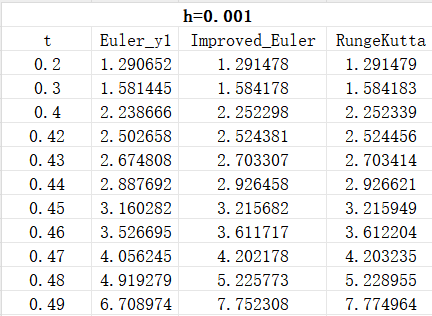 h=0.001
t Euler_y1 Improved_Euler RungeKutta
0.2 1.290652 1.291478 1.291479
0.3 1.581445 1.584178 1.584183
0.4 2.238666 2.252298 2.252339
0.42 2.502658 2.524381 2.524456
0.43 2.674808 2.703307 2.703414
0.44 2.887692 2.926458 2.926621
0.45 3.160282 3.215682 3.215949
0.46 3.526695 3.611717 3.612204
0.47 4.056245 4.202178 4.203235
0.48 4.919279 5.225773 5.228955
0.49 6.708974 7.752308 7.774964